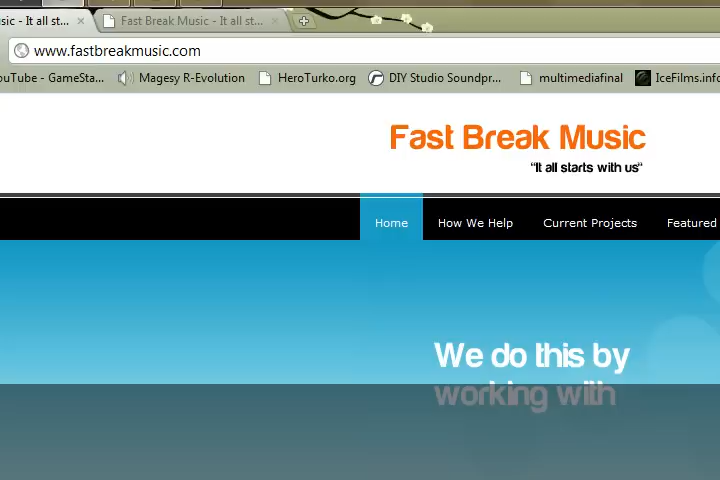 usic - It all st... Fast Break Music - It all st...
www.fastbreakmusic.com
ouTube - GameSta... Magesy R-Evolution HeroTurko.org DIY Studio Soundpr... multimediafinal IceFilms.info
Fast Break Music
"It all starts with us"
Home How We Help Current Projects Featured
We do this by
working with